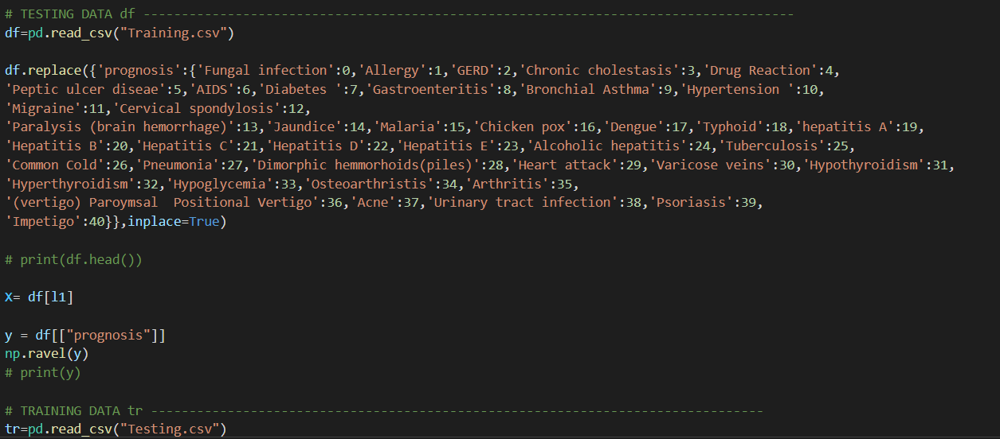 # TESTING DATA df -------------------------------------------------------------------------------------
df=pd.read_csv("Training.csv")
df.replace({'prognosis':{'Fungal infection':0,'Allergy':1,'GERD':2,'Chronic cholestasis':3,'Drug Reaction':4,
'Peptic ulcer diseae':5,'AIDS':6,'Diabetes ':7,'Gastroenteritis':8,'Bronchial Asthma':9,'Hypertension ':10,
'Migraine':11,'Cervical spondylosis':12,
'Paralysis (brain hemorrhage)':13,'Jaundice':14,'Malaria':15,'Chicken pox':16,'Dengue':17,'Typhoid':18,'hepatitis A':19,
'Hepatitis B':20,'Hepatitis C':21,'Hepatitis D':22,'Hepatitis E':23,'Alcoholic hepatitis':24,'Tuberculosis':25,
'Common Cold':26,'Pneumonia':27,'Dimorphic hemmorhoids(piles)':28,'Heart attack':29,'Varicose veins':30,'Hypothyroidism':31,
'Hyperthyroidism':32,'Hypoglycemia':33,'Osteoarthristis':34,'Arthritis':35,
'(vertigo) Paroymsal  Positional Vertigo':36,'Acne':37,'Urinary tract infection':38,'Psoriasis':39,
'Impetigo':40}},inplace=True)
# print(df.head())
X= df[l1]
y = df[["prognosis"]]
np.ravel(y)
# print(y)
# TRAINING DATA tr --------------------------------------------------------------------------------
tr=pd.read_csv("Testing.csv")